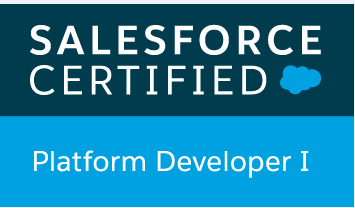 SALESFORCE
CERTIFIED
Platform Developer I